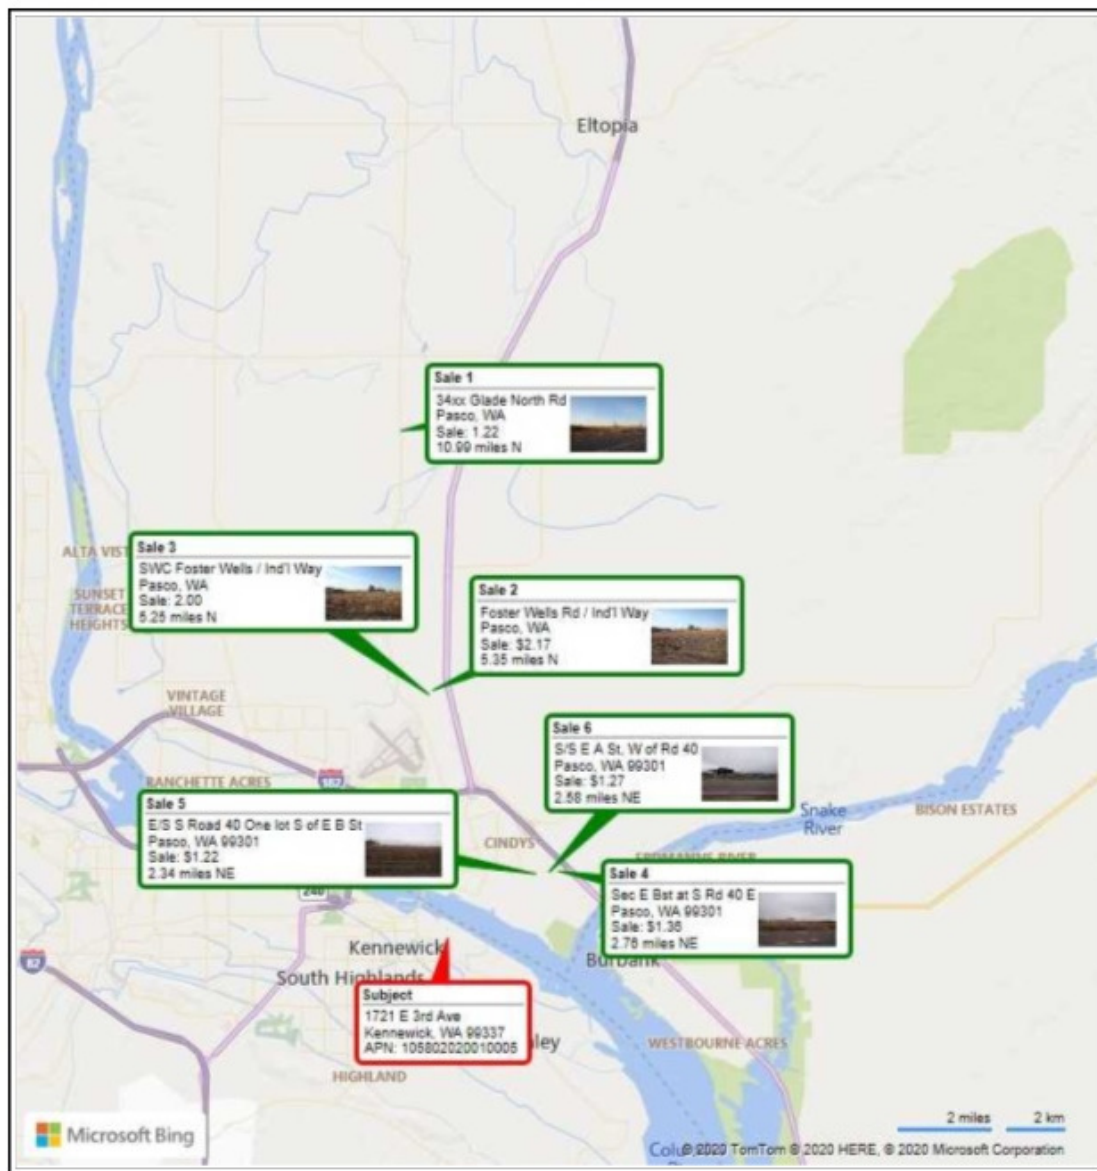 Eltopia
Sale 1
34xx Glade North Rd
Pasco, WA
Sale: 1.22
10.99 miles N
ALTA VIST
SUNSET
TERRACE
HEIGHTS
Sale 3
SWC Foster Wells / Ind'l Way
Pasco, WA
Sale: 2.00
5.25 miles N
Sale 2
Foster Wells Rd / Ind'l Way
Pasco, WA
Sale: $2.17
5.35 miles N
VINTAGE
VILLAGE
RANCHETTE ACRES
182
Sale 6
S/S E A St, W of Rd 40
Pasco, WA 99301
Sale: $1.27
2.58 miles NE
Sale 5
E/S S Road 40 One lot S of E B St
Pasco, WA 99301
Sale: $1.22
2.34 miles NE
CINDYS
Snake
River
BISON ESTATES
ERDMANNS RIVER
Sale 4
Sec E Bst at S Rd 40 E
Pasco, WA 99301
Sale: $1.36
2.76 miles NE
240
82
Kennewick
South Highlands
Burbank
Subject
1721 E 3rd Ave
Kennewick, WA 99337
APN: 105802020010005
nley
HIGHLAND
WESTBOURNE ACRES
Microsoft Bing
2 miles
2 km
Colu
© 2020 TomTom © 2020 HERE, © 2020 Microsoft Corporation